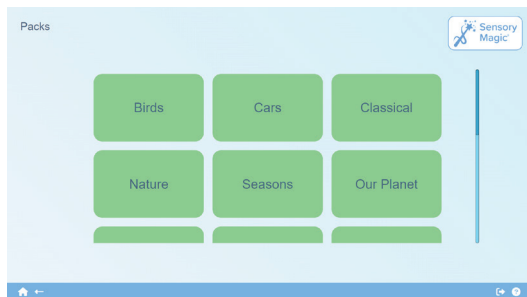 Packs
Sensory
Magic
Birds
Cars
Classical
Nature
Seasons
Our Planet